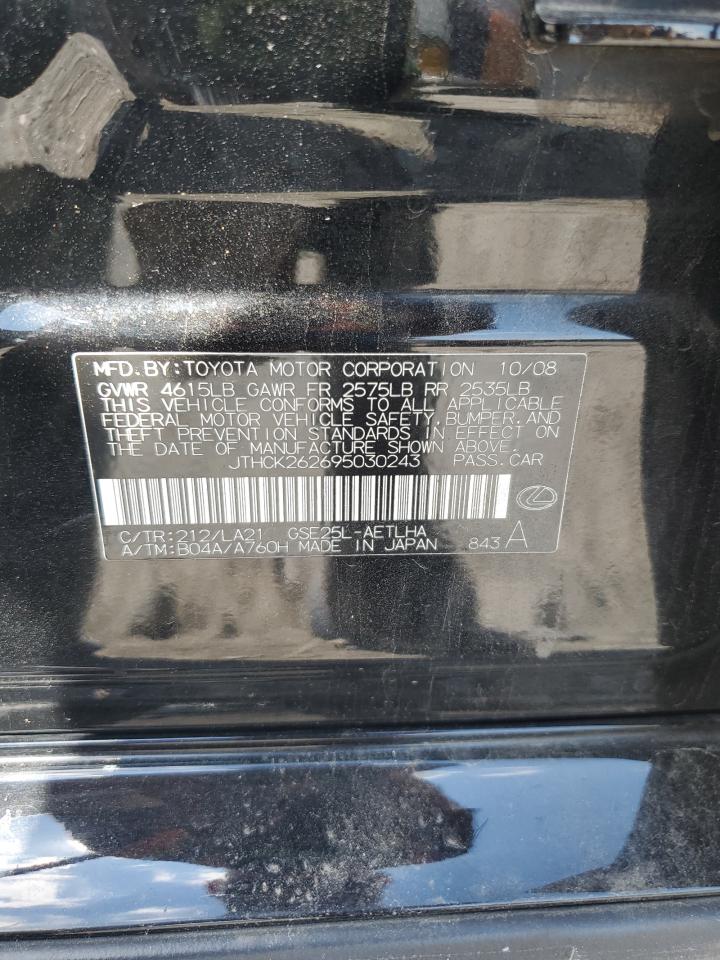 MFD.BY:TOYOTA MOTOR CORPORATION 10/08
GVWR 4615LB GAWR FR 2575LB RR 2535LB
THIS VEHICLE CONFORMS TO ALL APPLICABLE
FEDERAL MOTOR VEHICLE SAFETY,BUMPER,AND
THEFT PREVENTION STANDARDS IN EFFECT ON
THE DATE OF MANUFACTURE SHOWN ABOVE.
JTHCK262695030243 PASS.CAR
C/TR:212/LA21 GSE25L-AETLHA
A/TM:B04A/A760H MADE IN JAPAN 843 A